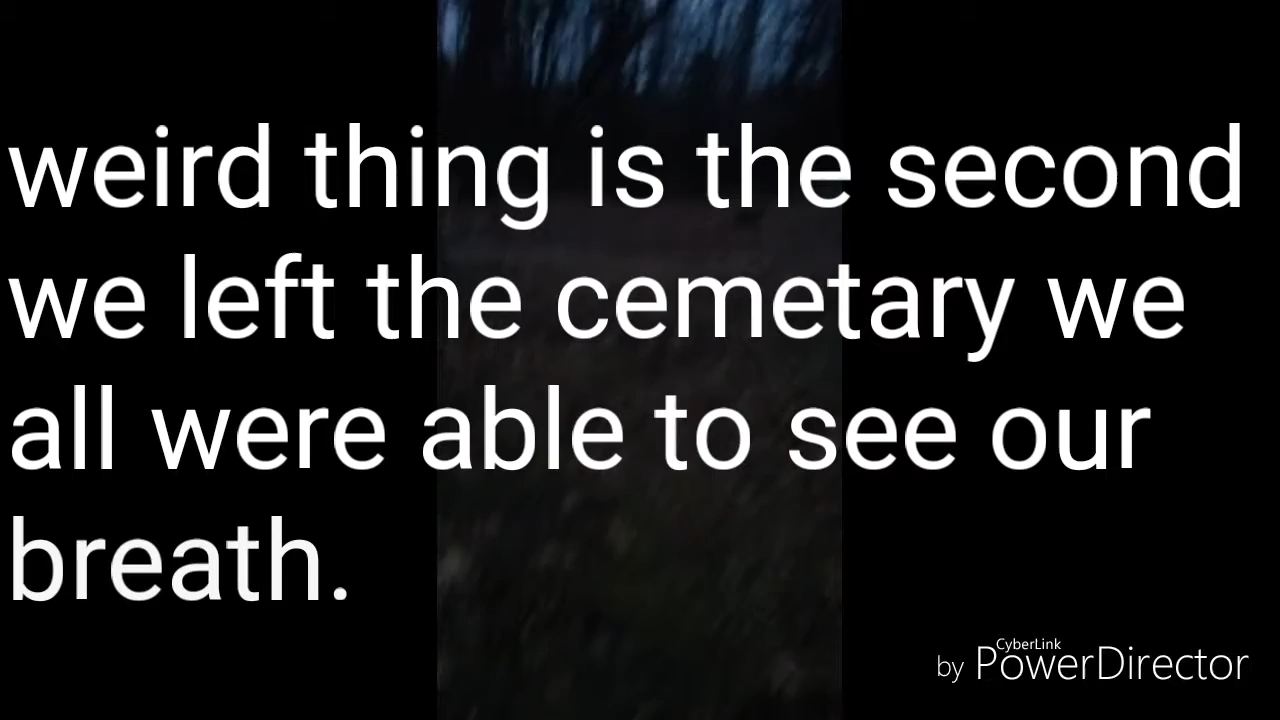 weird thing is the second
we left the cemetary we
all were able to see our
breath.
CyberLink
by PowerDirector